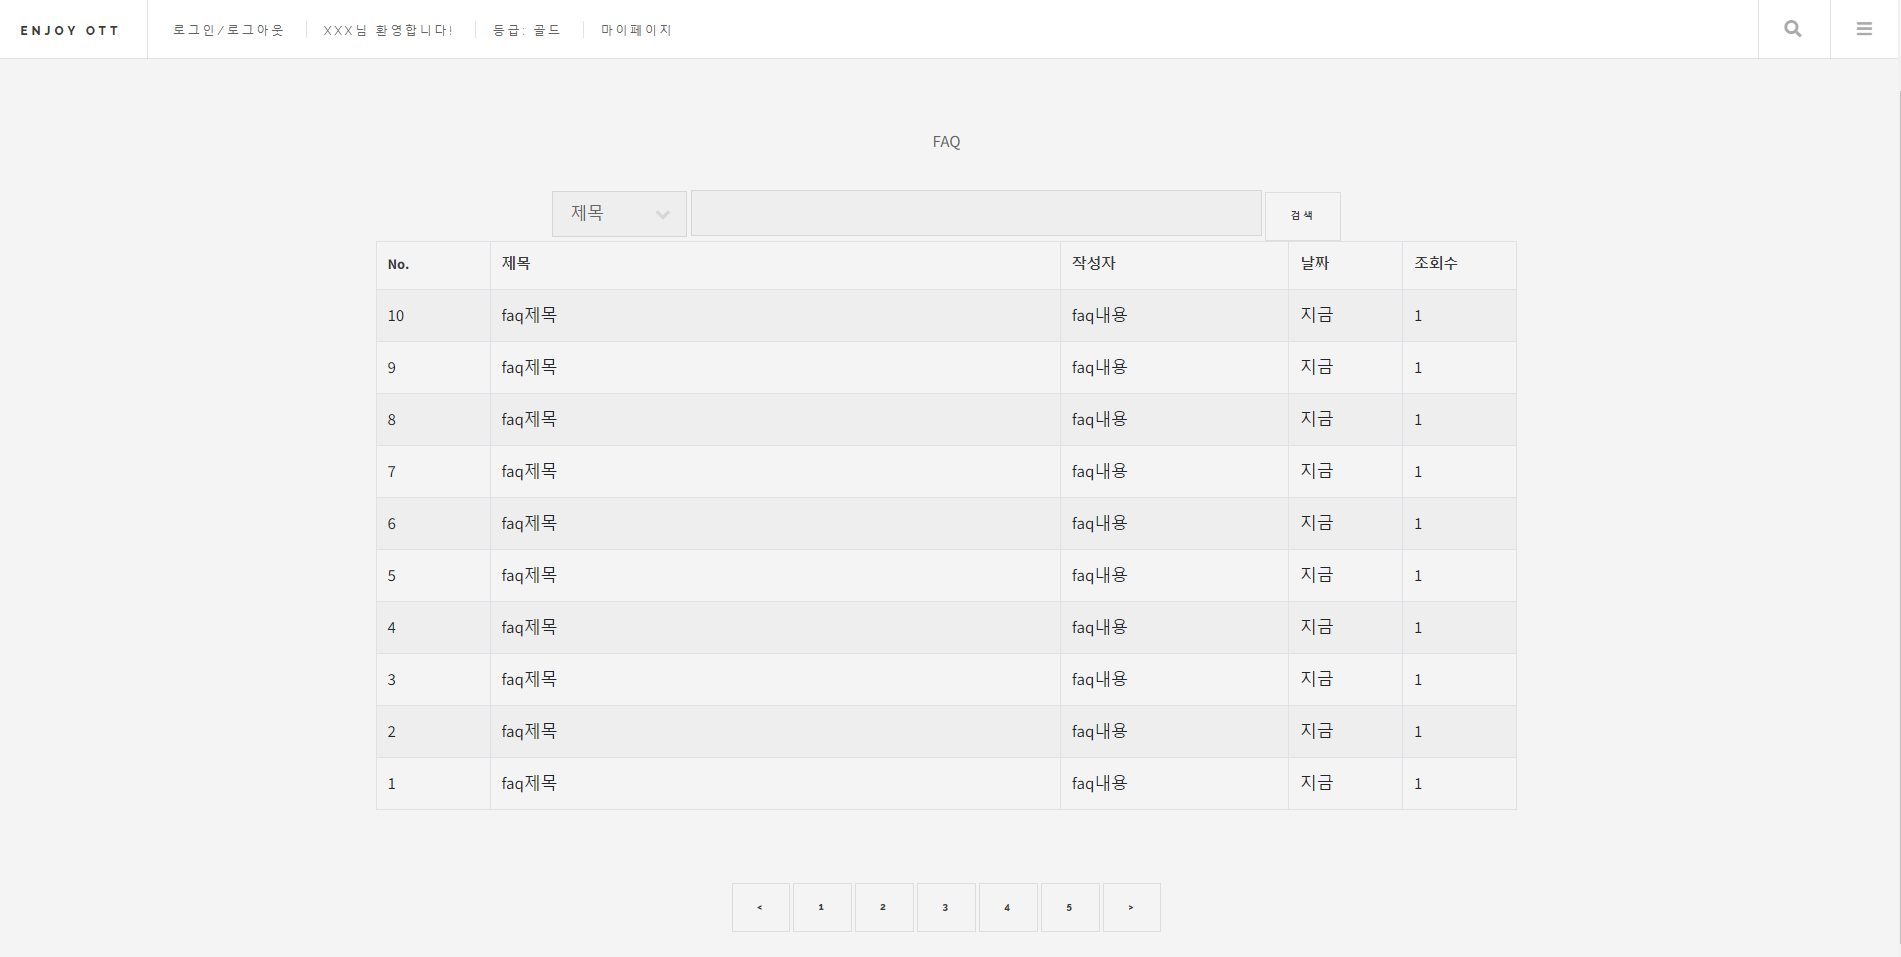 ENJOY OTT 로그인/로그아웃 XXX님 환영합니다! 등급: 골드 마이페이지
FAQ
제목 검색
No. 제목 작성자 날짜 조회수
10 faq제목 faq내용 지금 1
9 faq제목 faq내용 지금 1
8 faq제목 faq내용 지금 1
7 faq제목 faq내용 지금 1
6 faq제목 faq내용 지금 1
5 faq제목 faq내용 지금 1
4 faq제목 faq내용 지금 1
3 faq제목 faq내용 지금 1
2 faq제목 faq내용 지금 1
1 faq제목 faq내용 지금 1
< 1 2 3 4 5 >